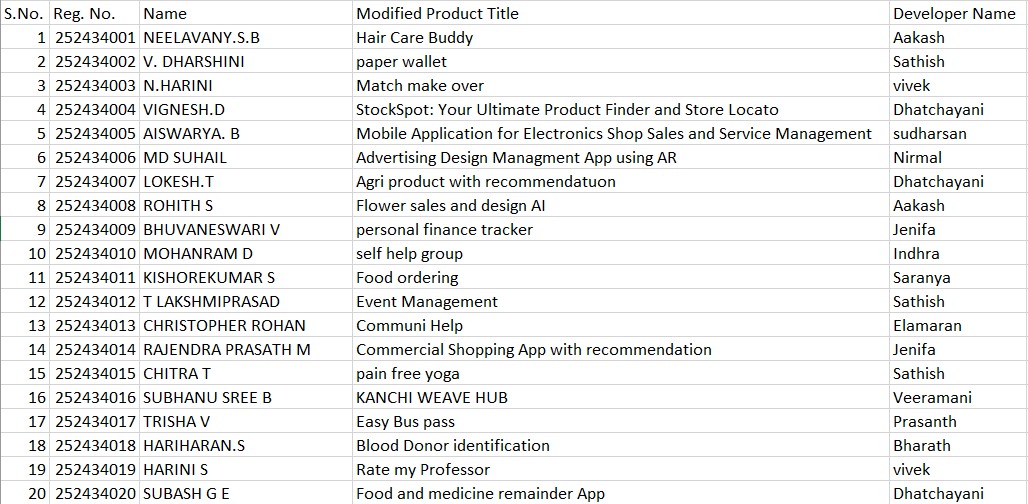 S.No. Reg. No. Name Modified Product Title Developer Name
1 252434001 NEELAVANY.S.B Hair Care Buddy Aakash
2 252434002 V. DHARSHINI paper wallet Sathish
3 252434003 N.HARINI Match make over vivek
4 252434004 VIGNESH.D StockSpot: Your Ultimate Product Finder and Store Locato Dhatchayani
5 252434005 AISWARYA. B Mobile Application for Electronics Shop Sales and Service Management sudharsan
6 252434006 MD SUHAIL Advertising Design Managment App using AR Nirmal
7 252434007 LOKESH.T Agri product with recommendatuon Dhatchayani
8 252434008 ROHITH S Flower sales and design AI Aakash
9 252434009 BHUVANESWARI V personal finance tracker Jenifa
10 252434010 MOHANRAM D self help group Indhra
11 252434011 KISHOREKUMAR S Food ordering Saranya
12 252434012 T LAKSHMIPRASAD Event Management Sathish
13 252434013 CHRISTOPHER ROHAN Communi Help Elamaran
14 252434014 RAJENDRA PRASATH M Commercial Shopping App with recommendation Jenifa
15 252434015 CHITRA T pain free yoga Sathish
16 252434016 SUBHANU SREE B KANCHI WEAVE HUB Veeramani
17 252434017 TRISHA V Easy Bus pass Prasanth
18 252434018 HARIHARAN.S Blood Donor identification Bharath
19 252434019 HARINI S Rate my Professor vivek
20 252434020 SUBASH G E Food and medicine remainder App Dhatchayani